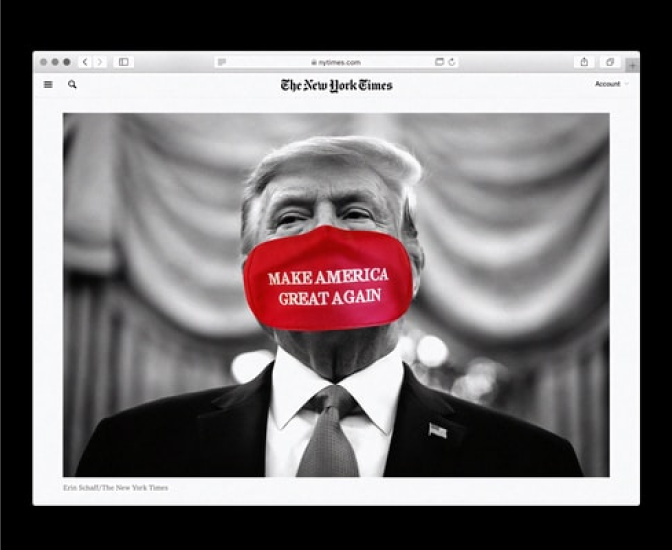 nytimes.com
The New York Times
Account
MAKE AMERICA
GREAT AGAIN
Erin Schaff/The New York Times